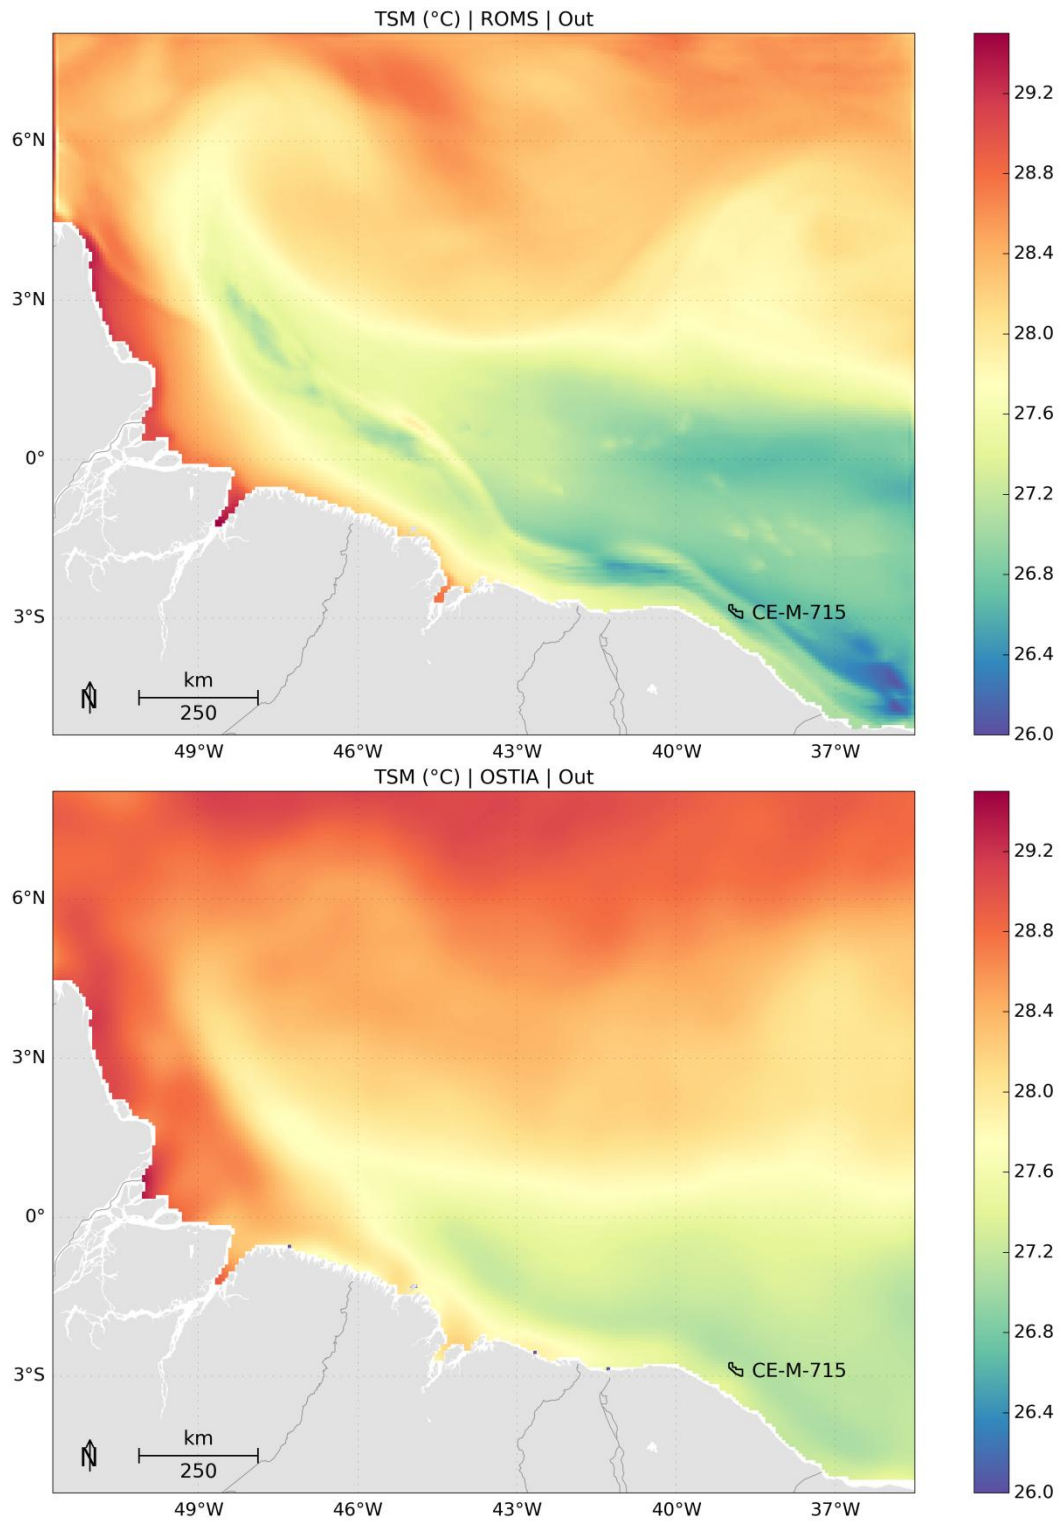 TSM (°C) | ROMS | Out
29.2
6°N
28.8
28.4
3°N
28.0
27.6
0°
27.2
26.8
CE-M-715
3°S
26.4
km
N
250
26.0
49°W 46°W 43°W 40°W 37°W
TSM (°C) | OSTIA | Out
29.2
6°N
28.8
28.4
3°N
28.0
27.6
0°
27.2
26.8
CE-M-715
3°S
26.4
km
N
250
26.0
49°W 46°W 43°W 40°W 37°W